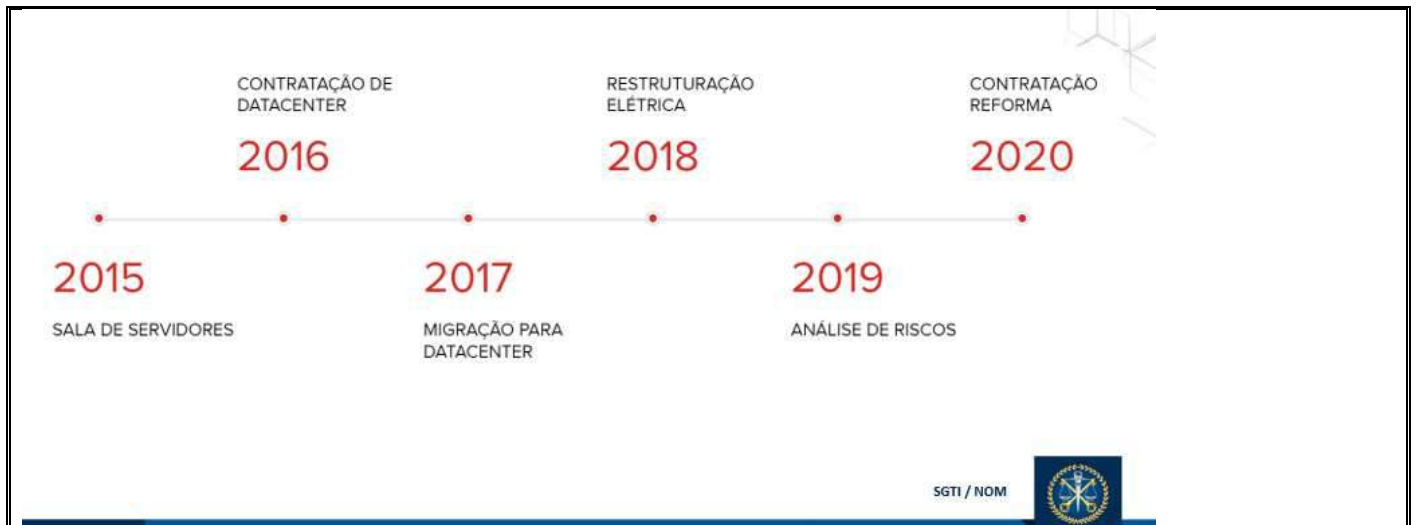 CONTRATAÇÃO DE
DATACENTER
2016
RESTRUTURAÇÃO
ELÉTRICA
2018
CONTRATAÇÃO
REFORMA
2020
2015
SALA DE SERVIDORES
2017
MIGRAÇÃO PARA
DATACENTER
2019
ANÁLISE DE RISCOS
SGTI / NOM